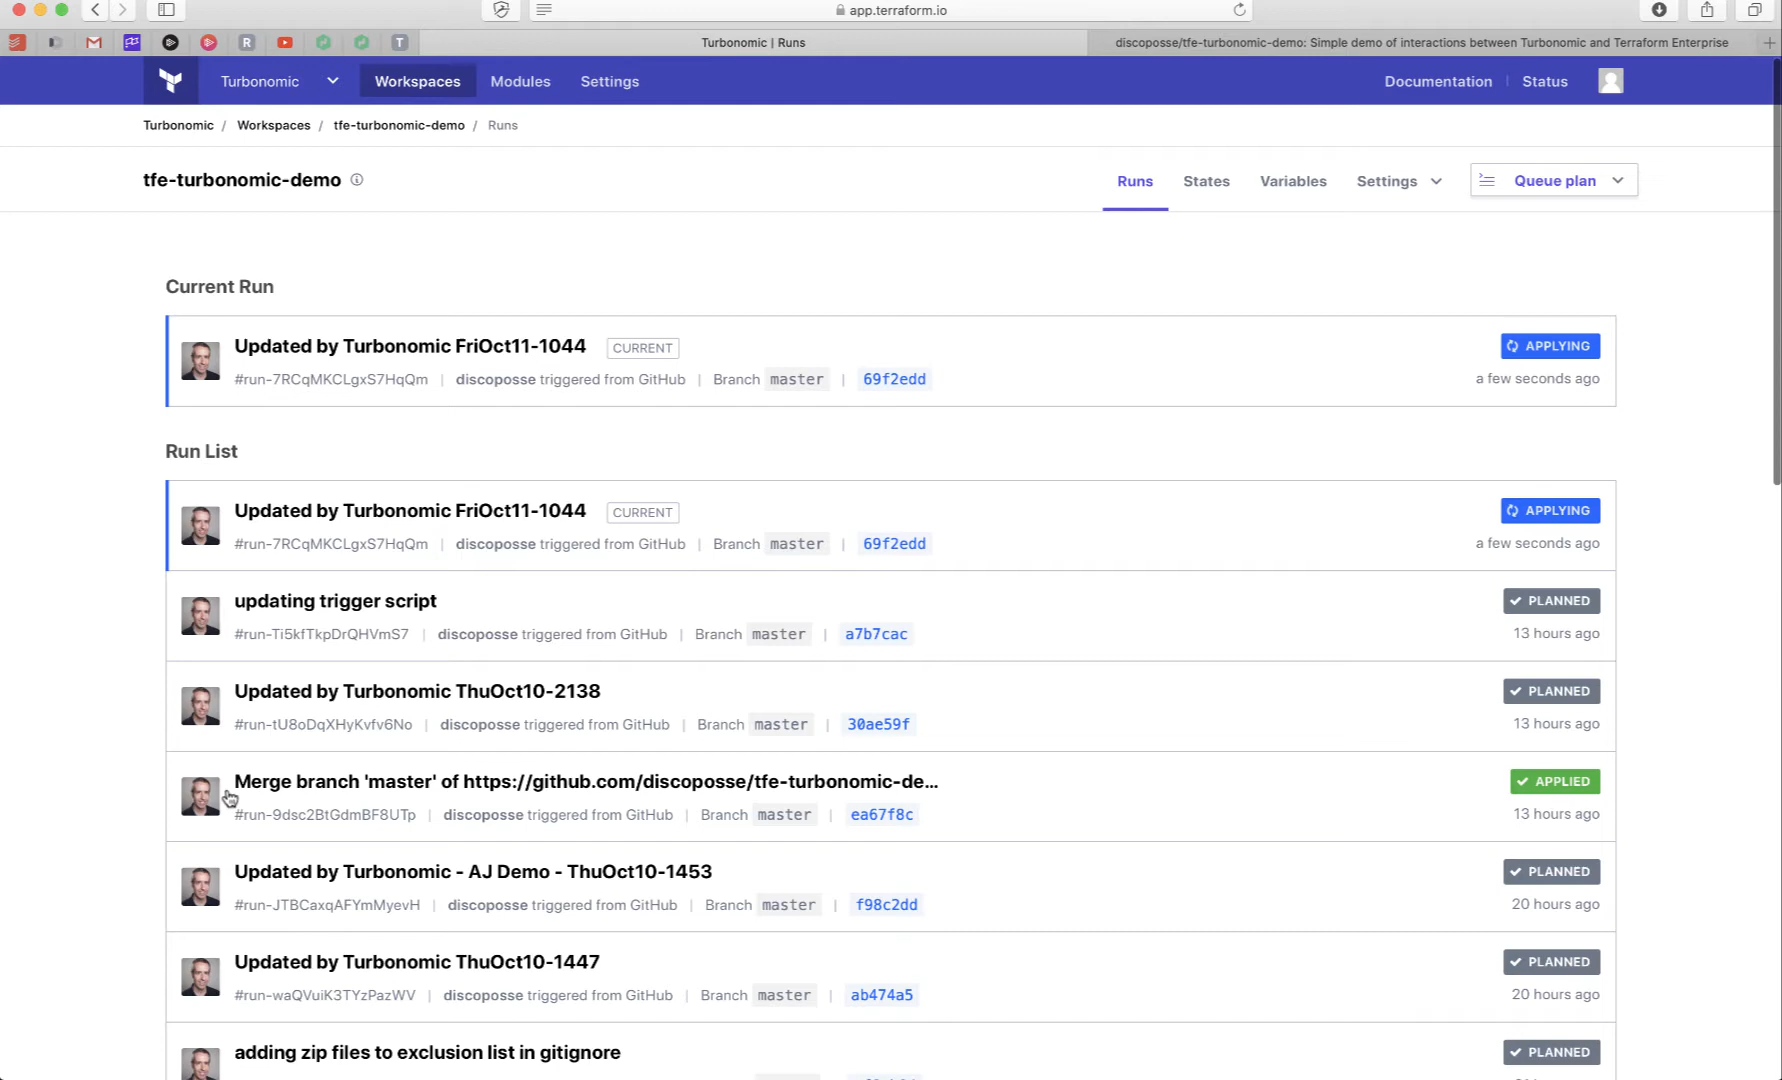 app.terraform.io
R
T
Turbonomic | Runs
discoposse/tfe-turbonomic-demo: Simple demo of interactions between Turbonomic and Terraform Enterprise
Turbonomic
Workspaces
Modules
Settings
Documentation
Status
Turbonomic / Workspaces / tfe-turbonomic-demo / Runs
tfe-turbonomic-demo
Runs
States
Variables
Settings
Queue plan
Current Run
Updated by Turbonomic FriOct11-1044 CURRENT
APPLYING
#run-7RCqMKCLgxS7HqQm | discoposse triggered from GitHub | Branch master | 69f2edd
a few seconds ago
Run List
Updated by Turbonomic FriOct11-1044 CURRENT
APPLYING
#run-7RCqMKCLgxS7HqQm | discoposse triggered from GitHub | Branch master | 69f2edd
a few seconds ago
updating trigger script
PLANNED
#run-Ti5kfTkpDrQHVmS7 | discoposse triggered from GitHub | Branch master | a7b7cac
13 hours ago
Updated by Turbonomic ThuOct10-2138
PLANNED
#run-tU8oDqXHyKvfv6No | discoposse triggered from GitHub | Branch master | 30ae59f
13 hours ago
Merge branch 'master' of https://github.com/discoposse/tfe-turbonomic-de...
APPLIED
#run-9dsc2BtGdmBF8UTp | discoposse triggered from GitHub | Branch master | ea67f8c
13 hours ago
Updated by Turbonomic - AJ Demo - ThuOct10-1453
PLANNED
#run-JTBCaxqAFYmMyevH | discoposse triggered from GitHub | Branch master | f98c2dd
20 hours ago
Updated by Turbonomic ThuOct10-1447
PLANNED
#run-waQVuiK3TYzPazWV | discoposse triggered from GitHub | Branch master | ab474a5
20 hours ago
adding zip files to exclusion list in gitignore
PLANNED